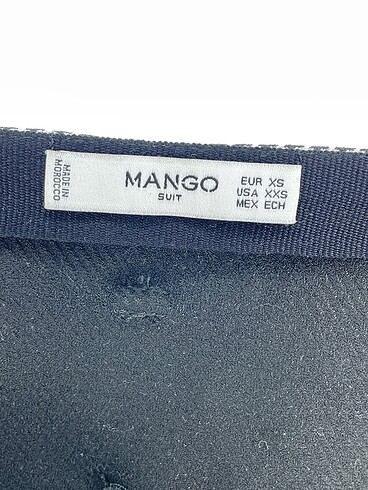 MADE IN
MOROCCO
MANGO
SUIT
EUR XS
USA XXS
MEX ECH